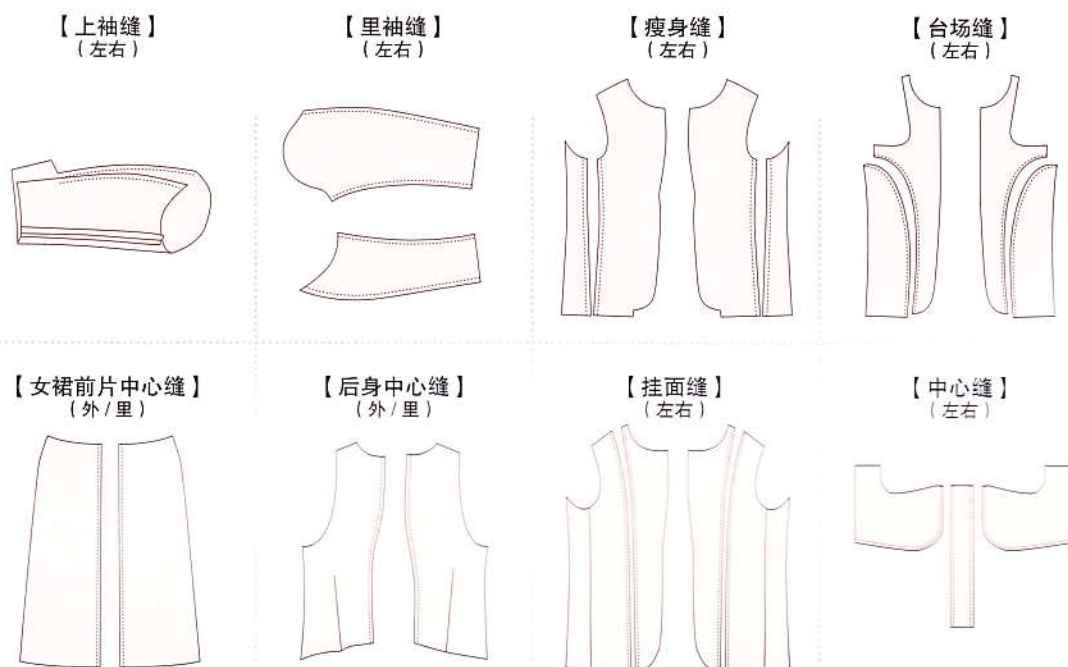 【上袖缝】
(左右)
【里袖缝】
(左右)
【瘦身缝】
(左右)
【台场缝】
(左右)
【女裙前片中心缝】
(外/里)
【后身中心缝】
(外/里)
【挂面缝】
(左右)
【中心缝】
(左右)